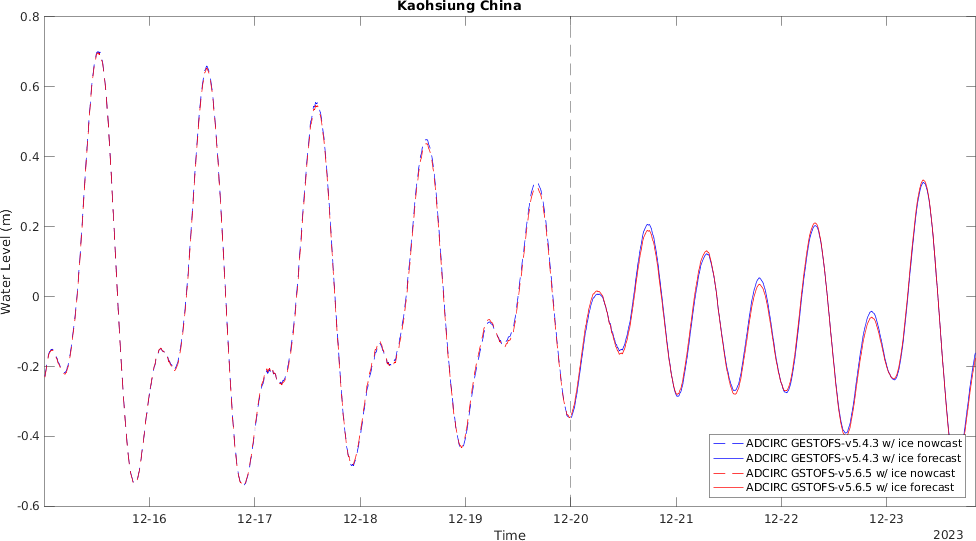 Kaohsiung China
0.8
0.6
0.4
0.2
0
-0.2
-0.4
-0.6
Water Level (m)
12-16
12-17
12-18
12-19
12-20
12-21
12-22
12-23
Time
2023
ADCIRC GESTOFS-v5.4.3 w/ ice nowcast
ADCIRC GESTOFS-v5.4.3 w/ ice forecast
ADCIRC GSTOFS-v5.6.5 w/ ice nowcast
ADCIRC GSTOFS-v5.6.5 w/ ice forecast